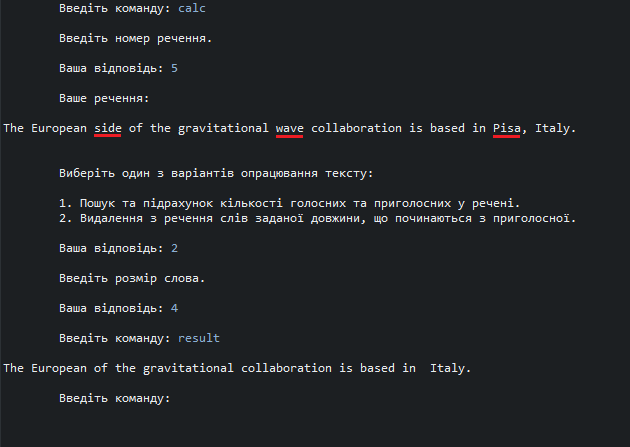 Введіть команду: calc
Введіть номер речення.
Ваша відповідь: 5
Ваше речення:
The European side of the gravitational wave collaboration is based in Pisa, Italy.
Виберіть один з варіантів опрацювання тексту:
1. Пошук та підрахунок кількості голосних та приголосних у речені.
2. Видалення з речення слів заданої довжини, що починаються з приголосної.
Ваша відповідь: 2
Введіть розмір слова.
Ваша відповідь: 4
Введіть команду: result
The European of the gravitational collaboration is based in  Italy.
Введіть команду: